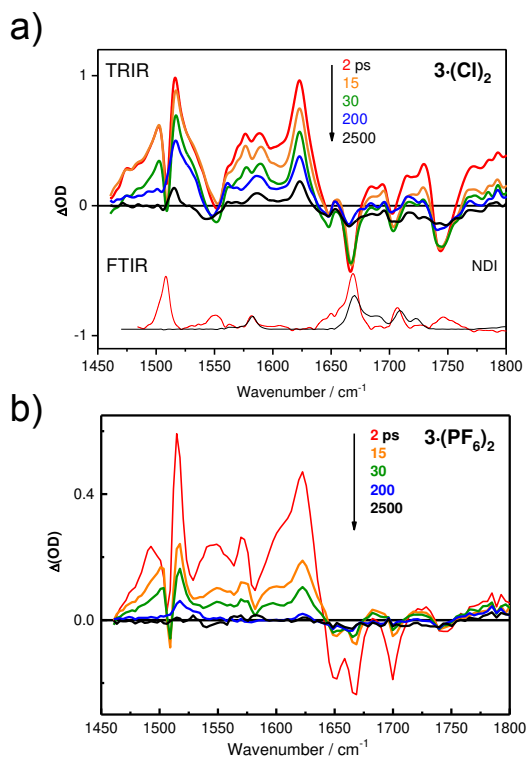 a)
TRIR
2 ps
15
30
200
2500
3·(Cl)₂
1
0
-1
ΔOD
FTIR
NDI
1450 1500 1550 1600 1650 1700 1750 1800
Wavenumber / cm⁻¹
b)
2 ps
15
30
200
2500
3·(PF₆)₂
0.4
0.0
Δ(OD)
1450 1500 1550 1600 1650 1700 1750 1800
Wavenumber / cm⁻¹